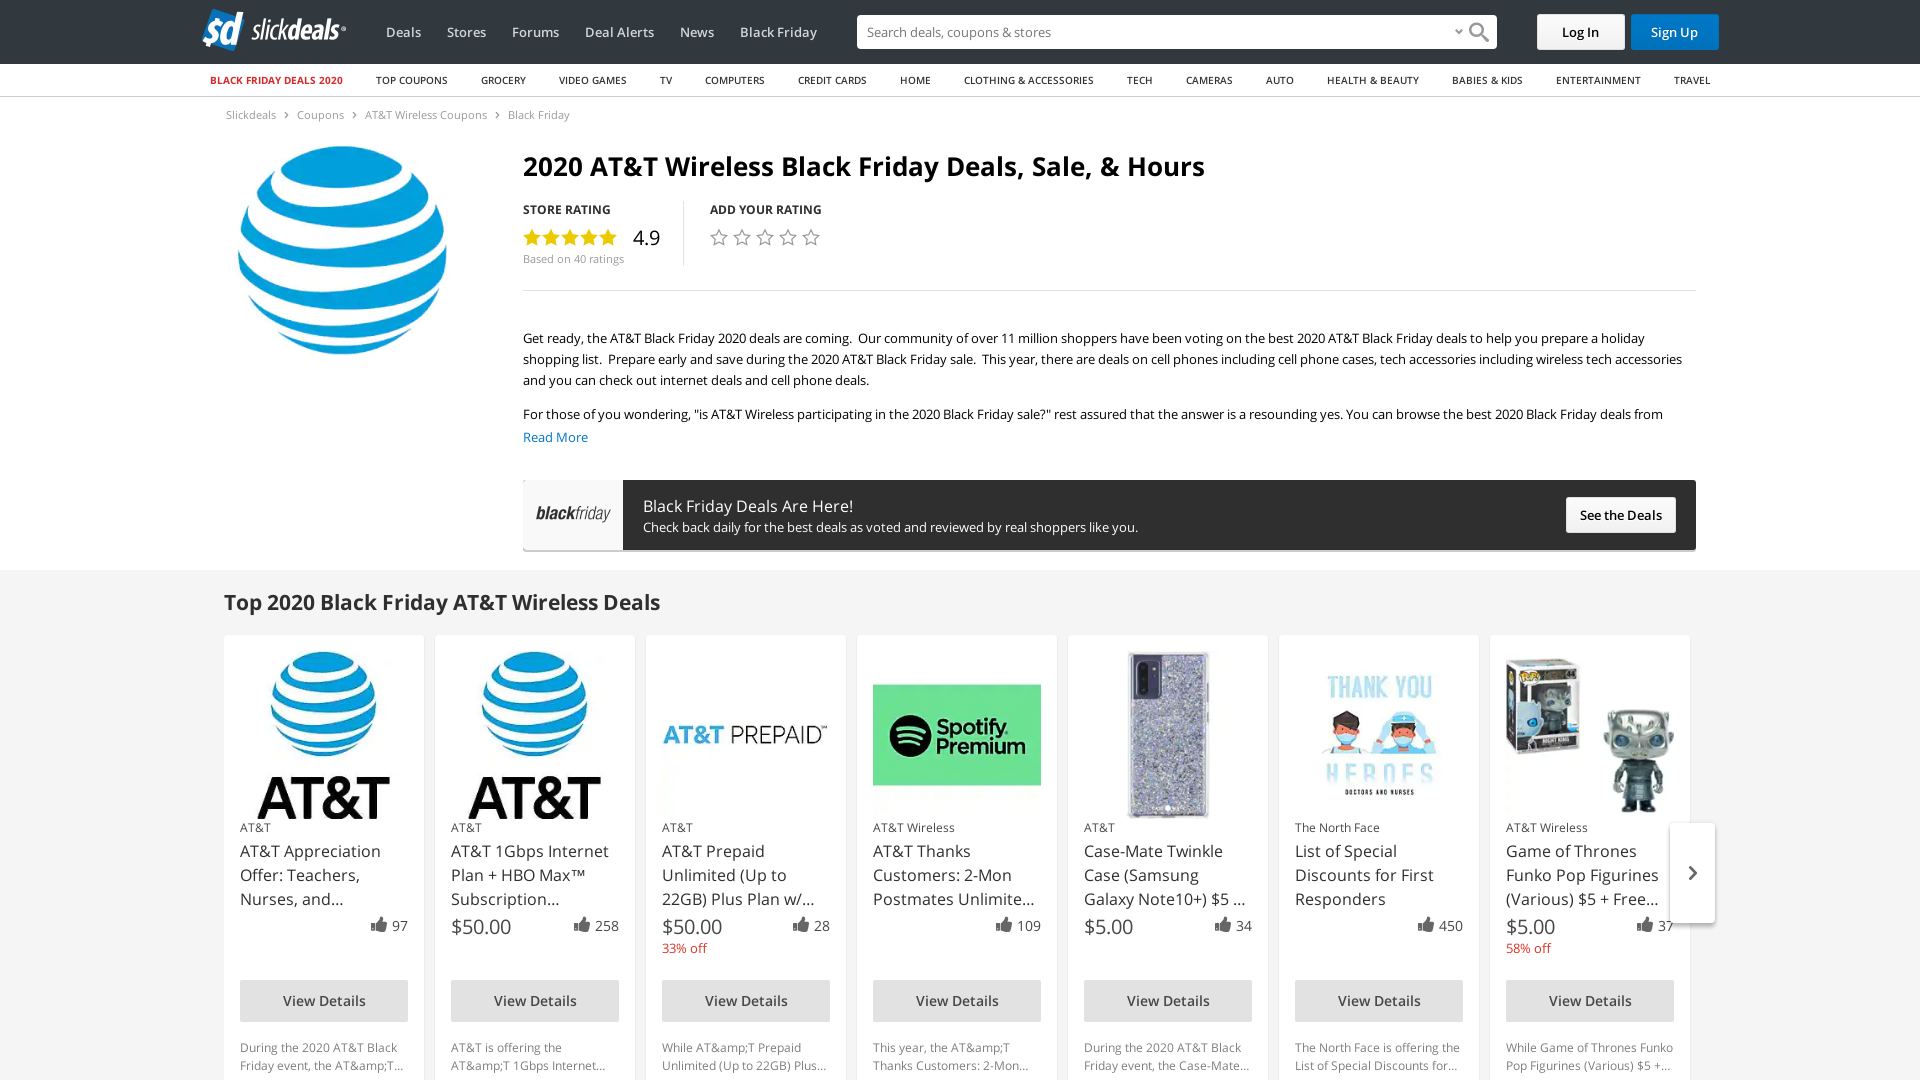 sd slickdeals
Deals Stores Forums Deal Alerts News Black Friday
Search deals, coupons & stores
Log In
Sign Up
BLACK FRIDAY DEALS 2020 TOP COUPONS GROCERY VIDEO GAMES TV COMPUTERS CREDIT CARDS HOME CLOTHING & ACCESSORIES TECH CAMERAS AUTO HEALTH & BEAUTY BABIES & KIDS ENTERTAINMENT TRAVEL
Slickdeals > Coupons > AT&T Wireless Coupons > Black Friday
2020 AT&T Wireless Black Friday Deals, Sale, & Hours
STORE RATING
4.9
Based on 40 ratings
ADD YOUR RATING
Get ready, the AT&T Black Friday 2020 deals are coming.  Our community of over 11 million shoppers have been voting on the best 2020 AT&T Black Friday deals to help you prepare a holiday
shopping list.  Prepare early and save during the 2020 AT&T Black Friday sale.  This year, there are deals on cell phones including cell phone cases, tech accessories including wireless tech accessories
and you can check out internet deals and cell phone deals.
For those of you wondering, "is AT&T Wireless participating in the 2020 Black Friday sale?" rest assured that the answer is a resounding yes. You can browse the best 2020 Black Friday deals from
Read More
blackfriday
Black Friday Deals Are Here!
Check back daily for the best deals as voted and reviewed by real shoppers like you.
See the Deals
Top 2020 Black Friday AT&T Wireless Deals
AT&T
AT&T
AT&T Appreciation
Offer: Teachers,
Nurses, and...
97
View Details
During the 2020 AT&T Black
Friday event, the AT&amp;T...
AT&T
AT&T
AT&T 1Gbps Internet
Plan + HBO Max™
Subscription...
$50.00
258
View Details
AT&T is offering the
AT&amp;T 1Gbps Internet...
AT&T PREPAID℠
AT&T
AT&T Prepaid
Unlimited (Up to
22GB) Plus Plan w/...
$50.00
28
33% off
View Details
While AT&amp;T Prepaid
Unlimited (Up to 22GB) Plus...
Spotify
Premium
AT&T Wireless
AT&T Thanks
Customers: 2-Mon
Postmates Unlimite...
109
View Details
This year, the AT&amp;T
Thanks Customers: 2-Mon...
AT&T
Case-Mate Twinkle
Case (Samsung
Galaxy Note10+) $5 ...
$5.00
34
View Details
During the 2020 AT&T Black
Friday event, the Case-Mate...
THANK YOU
HEROES
DOCTORS AND NURSES
The North Face
List of Special
Discounts for First
Responders
450
View Details
The North Face is offering the
List of Special Discounts for...
POP!
44
NIGHT KING
AT&T Wireless
Game of Thrones
Funko Pop Figurines
(Various) $5 + Free...
$5.00
37
58% off
View Details
While Game of Thrones Funko
Pop Figurines (Various) $5 +...